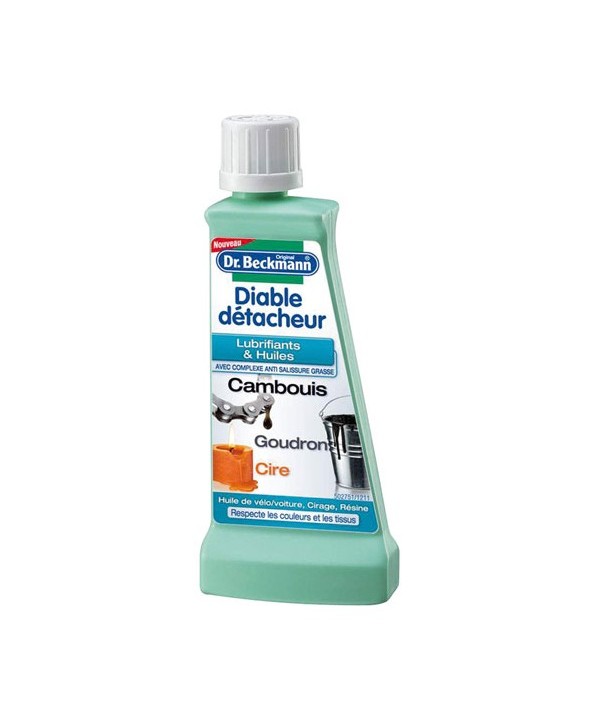 Nouveau
Original
Dr. Beckmann
Diable
détacheur
Lubrifiants
& Huiles
AVEC COMPLEXE ANTI SALISSURE GRASSE
Cambouis
Goudron
Cire
Huile de vélo/voiture, Cirage, Résine
Respecte les couleurs et les tissus